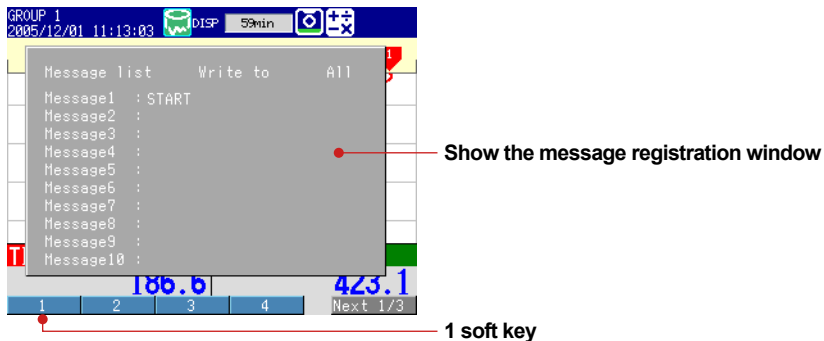 GROUP 1
2005/12/01 11:13:03 DISP 59min
1
Message list Write to All
Message1 : START
Message2 :
Message3 :
Message4 :
Message5 :
Message6 :
Message7 :
Message8 :
Message9 :
Message10 :
Show the message registration window
186.6 423.1
1 2 3 4 Next 1/3
1 soft key